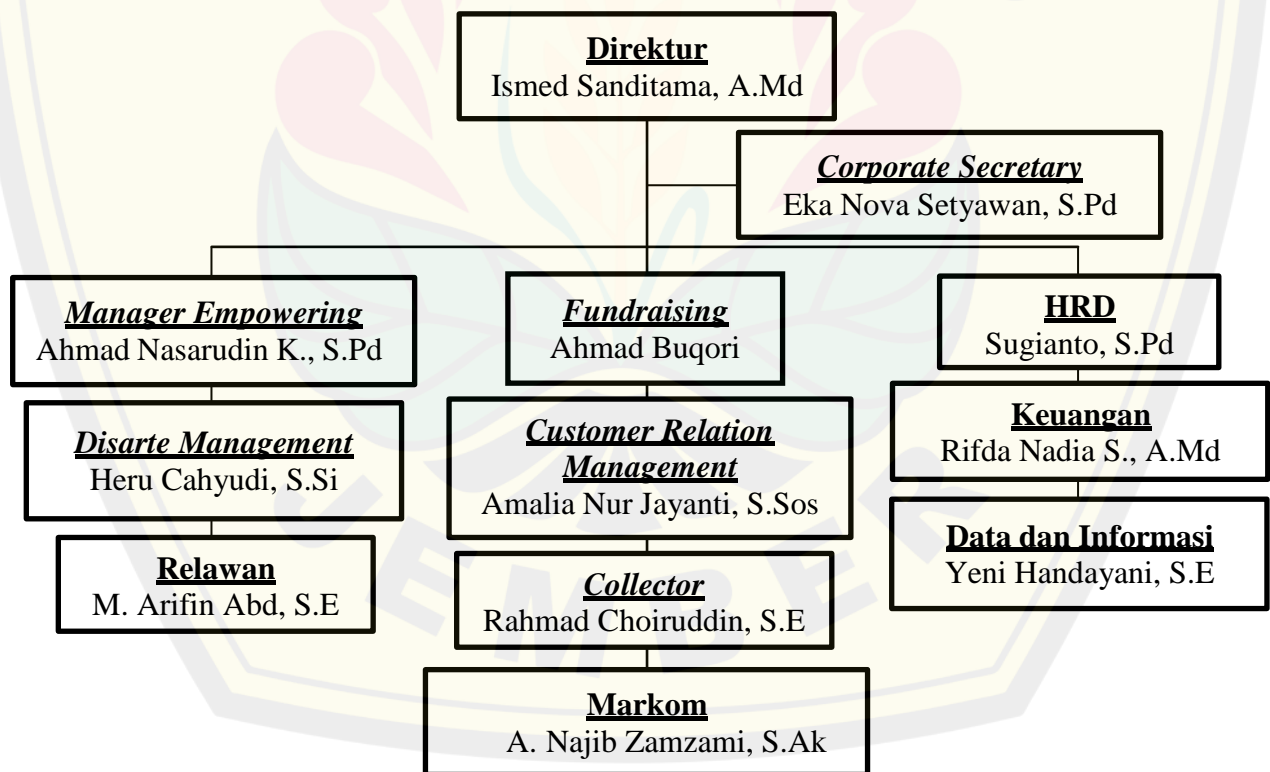 Direktur
Ismed Sanditama, A.Md
Corporate Secretary
Eka Nova Setyawan, S.Pd
Manager Empowering
Ahmad Nasarudin K., S.Pd
Disarte Management
Heru Cahyudi, S.Si
Relawan
M. Arifin Abd, S.E
Fundraising
Ahmad Buqori
Customer Relation
Management
Amalia Nur Jayanti, S.Sos
Collector
Rahmad Choiruddin, S.E
Markom
A. Najib Zamzami, S.Ak
HRD
Sugianto, S.Pd
Keuangan
Rifda Nadia S., A.Md
Data dan Informasi
Yeni Handayani, S.E
JEMBER